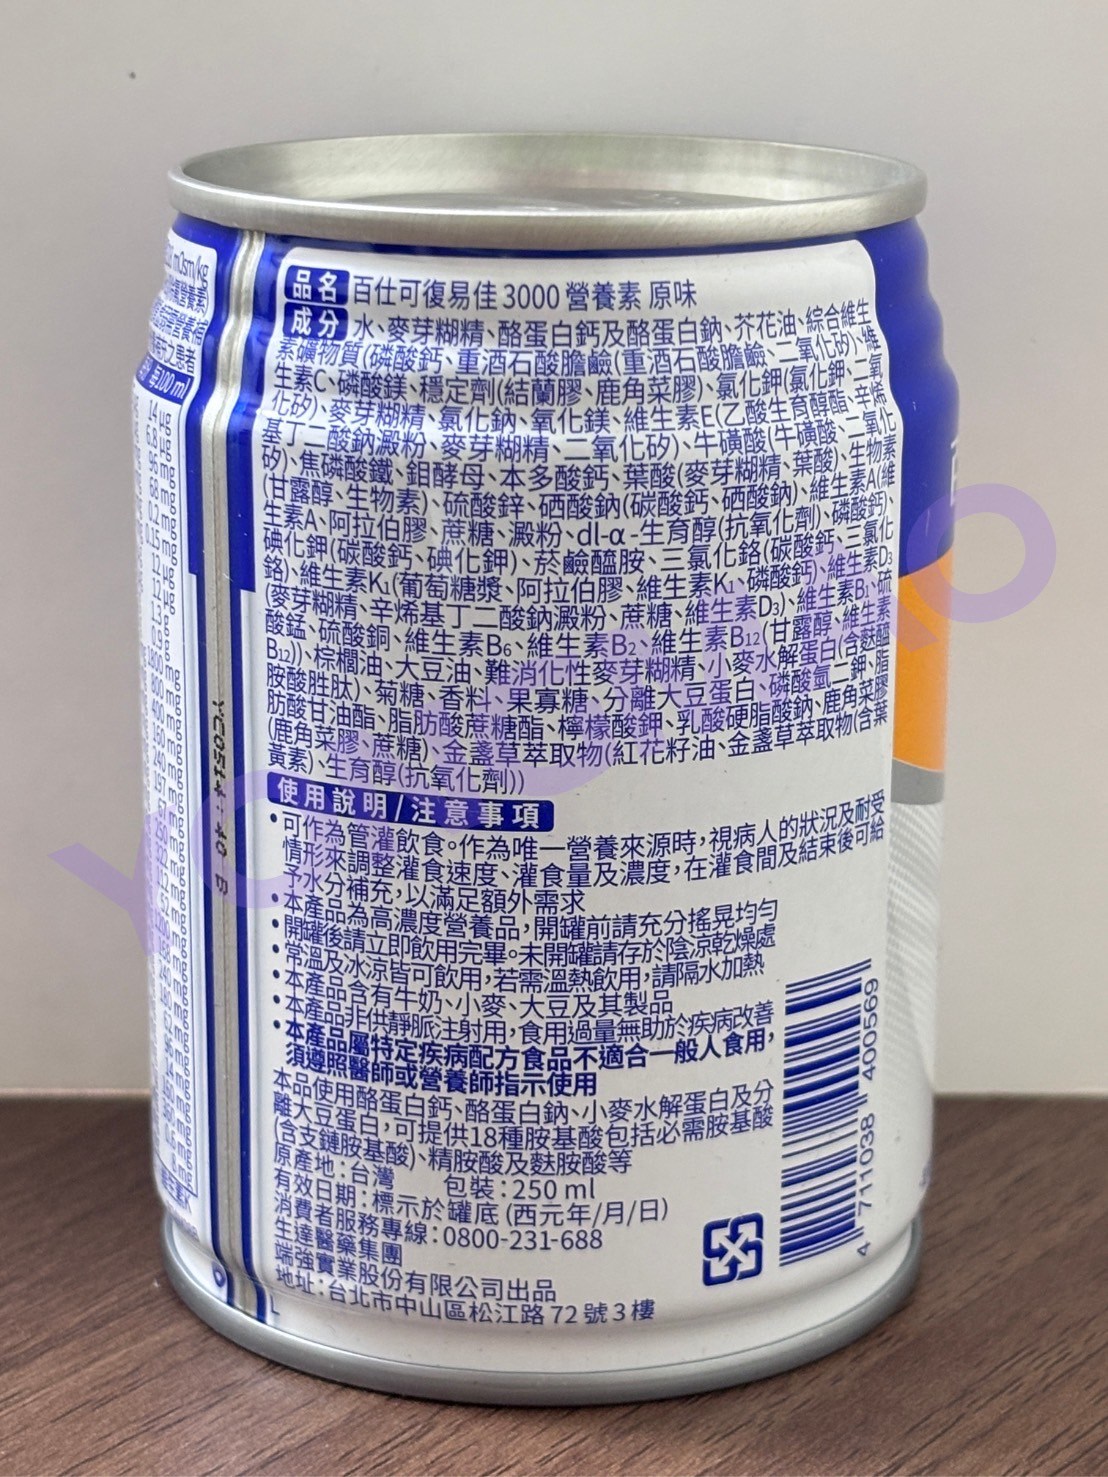 品名 百仕可復易佳 3000 營養素 原味
成分 水、麥芽糊精、酪蛋白鈣及酪蛋白鈉、芥花油、綜合維生
素礦物質(磷酸鈣、重酒石酸膽鹼(重酒石酸膽鹼、二氧化矽)、維
生素C、磷酸鎂、穩定劑(結蘭膠、鹿角菜膠)、氯化鉀(氯化鉀、二氧
化矽)、麥芽糊精、氯化鈉、氧化鎂、維生素E(乙酸生育醇酯、辛烯
基丁二酸鈉澱粉、麥芽糊精、二氧化矽)、牛磺酸(牛磺酸、二氧化
矽)、焦磷酸鐵、鉬酵母、本多酸鈣、葉酸(麥芽糊精、葉酸)、生物素
(甘露醇、生物素)、硫酸鋅、硒酸鈉(碳酸鈣、硒酸鈉)、維生素A(維
生素A、阿拉伯膠、蔗糖、澱粉、dl-α-生育醇(抗氧化劑)、磷酸鈣)、
碘化鉀(碳酸鈣、碘化鉀)、菸鹼醯胺、三氯化鉻(碳酸鈣、三氯化
鉻)、維生素K₁(葡萄糖漿、阿拉伯膠、維生素K₁、磷酸鈣)、維生素D₃
(麥芽糊精、辛烯基丁二酸鈉澱粉、蔗糖、維生素D₃)、維生素B₁、硫
酸錳、硫酸銅、維生素B₆、維生素B₂、維生素B₁₂(甘露醇、維生素
B₁₂))、棕櫚油、大豆油、難消化性麥芽糊精、小麥水解蛋白(含麩醯
胺酸胜肽)、菊糖、香料、果寡糖、分離大豆蛋白、磷酸氫二鉀、脂
肪酸甘油酯、脂肪酸蔗糖酯、檸檬酸鉀、乳酸硬脂酸鈉、鹿角菜膠
(鹿角菜膠、蔗糖)、金盞草萃取物(紅花籽油、金盞草萃取物(含葉
黃素)、生育醇(抗氧化劑))
使用說明/注意事項
•可作為管灌飲食。作為唯一營養來源時,視病人的狀況及耐受
情形來調整灌食速度、灌食量及濃度,在灌食間及結束後可給
予水分補充,以滿足額外需求
•本產品為高濃度營養品,開罐前請充分搖晃均勻
•開罐後請立即飲用完畢。未開罐請存於陰涼乾燥處
•常溫及冰涼皆可飲用,若需溫熱飲用,請隔水加熱
•本產品含有牛奶、小麥、大豆及其製品
•本產品非供靜脈注射用,食用過量無助於疾病改善
•本產品屬特定疾病配方食品不適合一般人食用,
須遵照醫師或營養師指示使用
本品使用酪蛋白鈣、酪蛋白鈉、小麥水解蛋白及分
離大豆蛋白,可提供18種胺基酸包括必需胺基酸
(含支鏈胺基酸)、精胺酸及麩胺酸等
原產地:台灣 包裝:250 ml
有效日期:標示於罐底 (西元年/月/日)
消費者服務專線:0800-231-688
生達醫藥集團
端強實業股份有限公司出品
地址:台北市中山區松江路 72 號 3 樓
4 711038 400569
每100 ml
14 μg
6.8 μg
96 mg
68 mg
0.2 mg
0.15 mg
12 μg